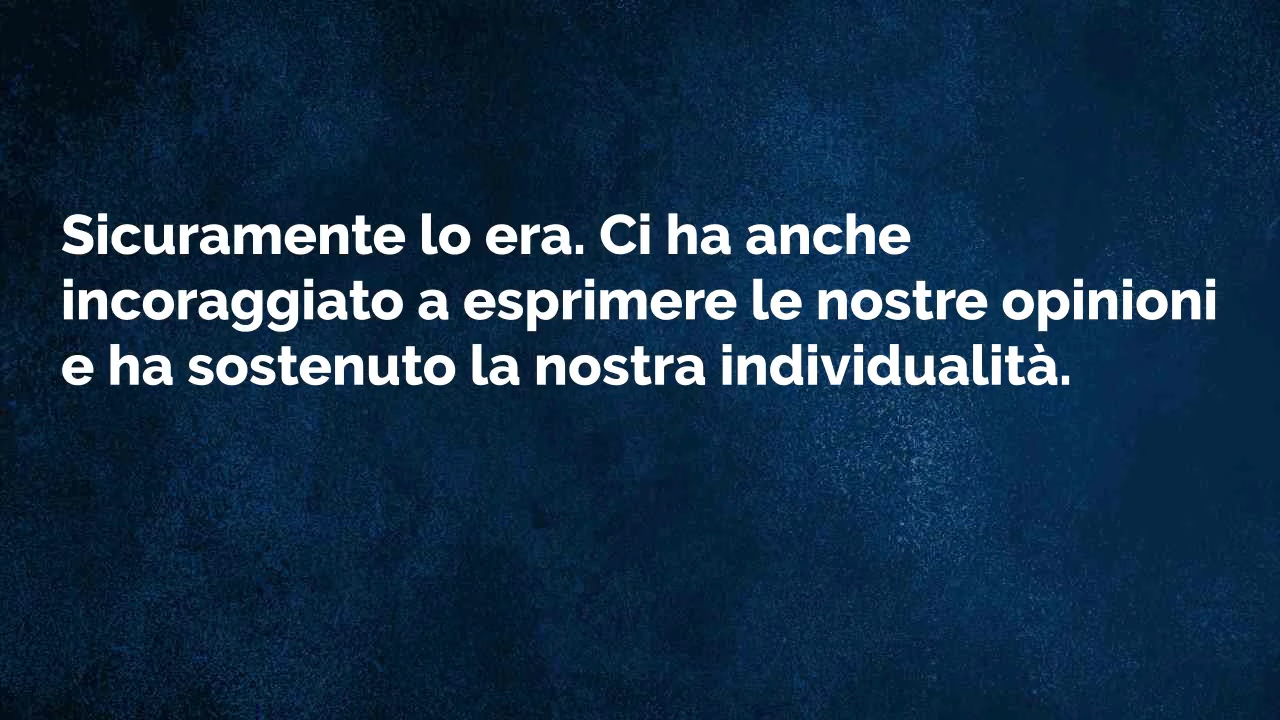 Sicuramente lo era. Ci ha anche
incoraggiato a esprimere le nostre opinioni
e ha sostenuto la nostra individualità.